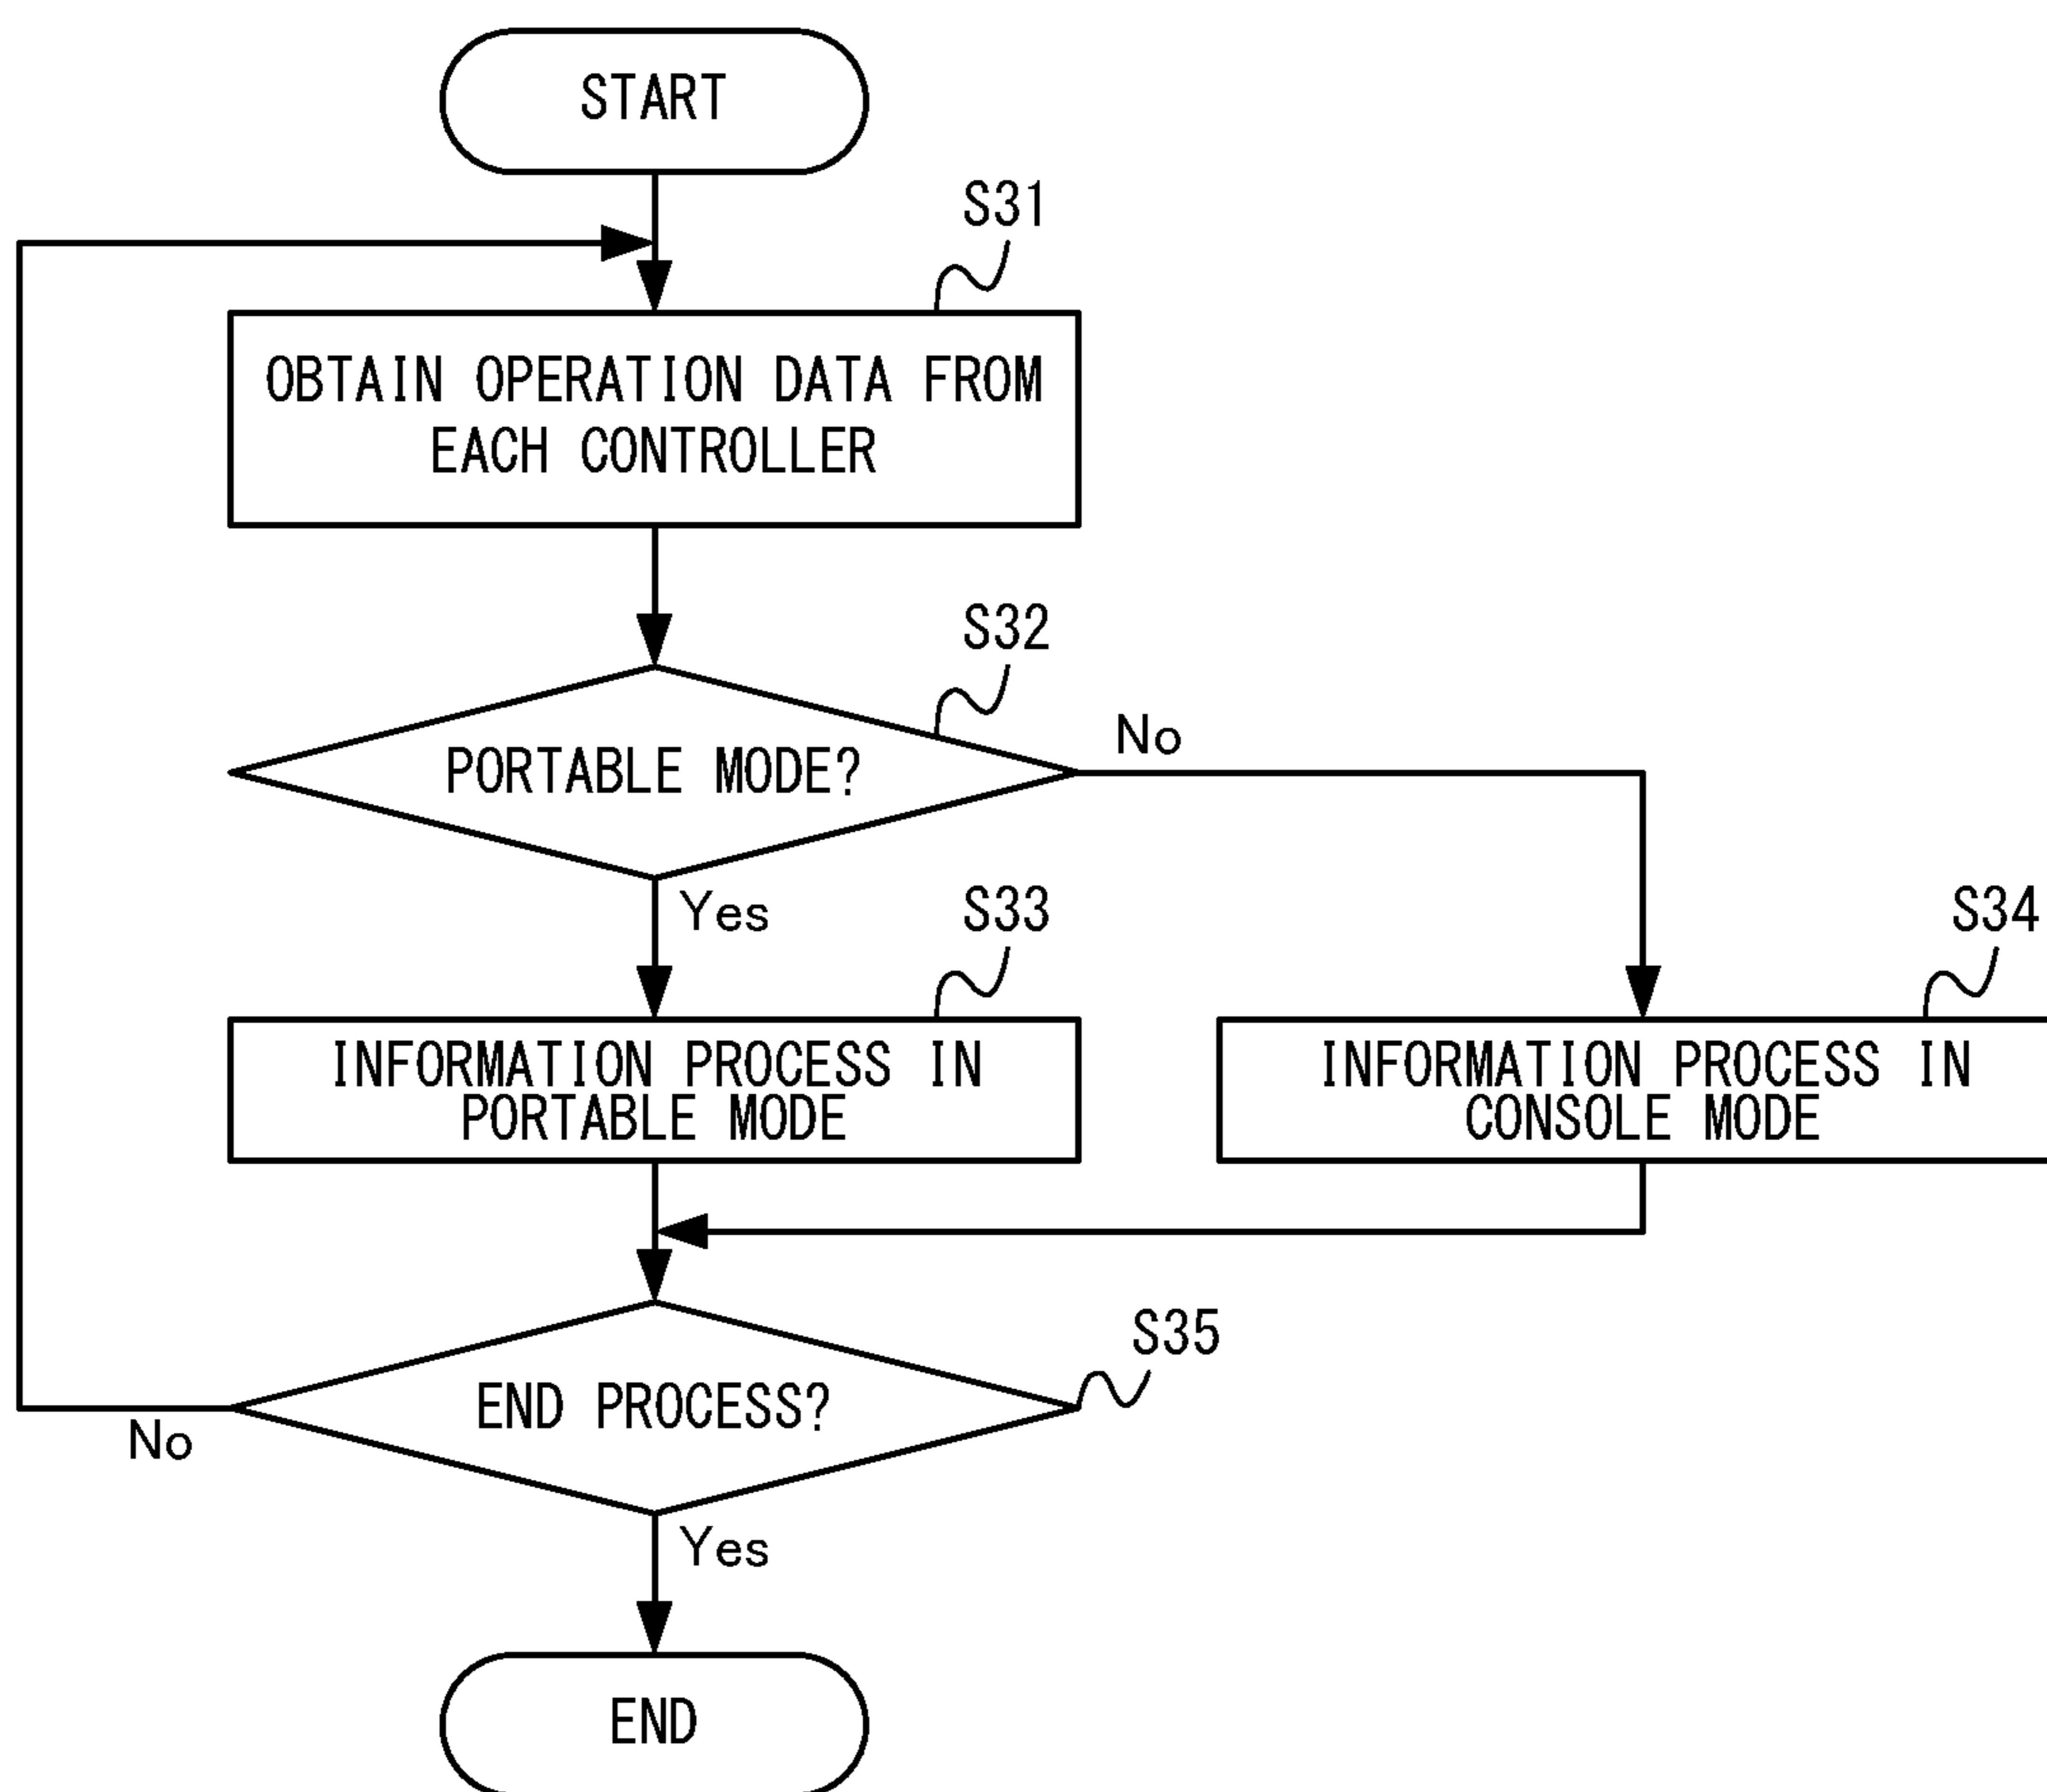 START
S31
OBTAIN OPERATION DATA FROM
EACH CONTROLLER
S32
PORTABLE MODE?
No
Yes
S33
S34
INFORMATION PROCESS IN
PORTABLE MODE
INFORMATION PROCESS IN
CONSOLE MODE
S35
END PROCESS?
No
Yes
END